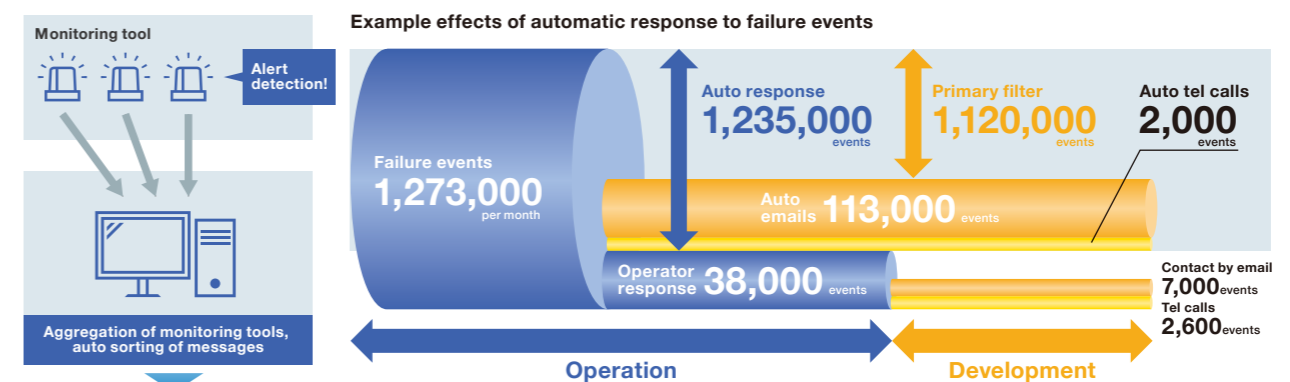 Example effects of automatic response to failure events
Monitoring tool
Alert
detection!
Aggregation of monitoring tools,
auto sorting of messages
Failure events
1,273,000
per month
Auto response
1,235,000
events
Primary filter
1,120,000
events
Auto tel calls
2,000
events
Auto
emails 113,000 events
Operator
response 38,000 events
Contact by email
7,000events
Tel calls
2,600events
Operation
Development